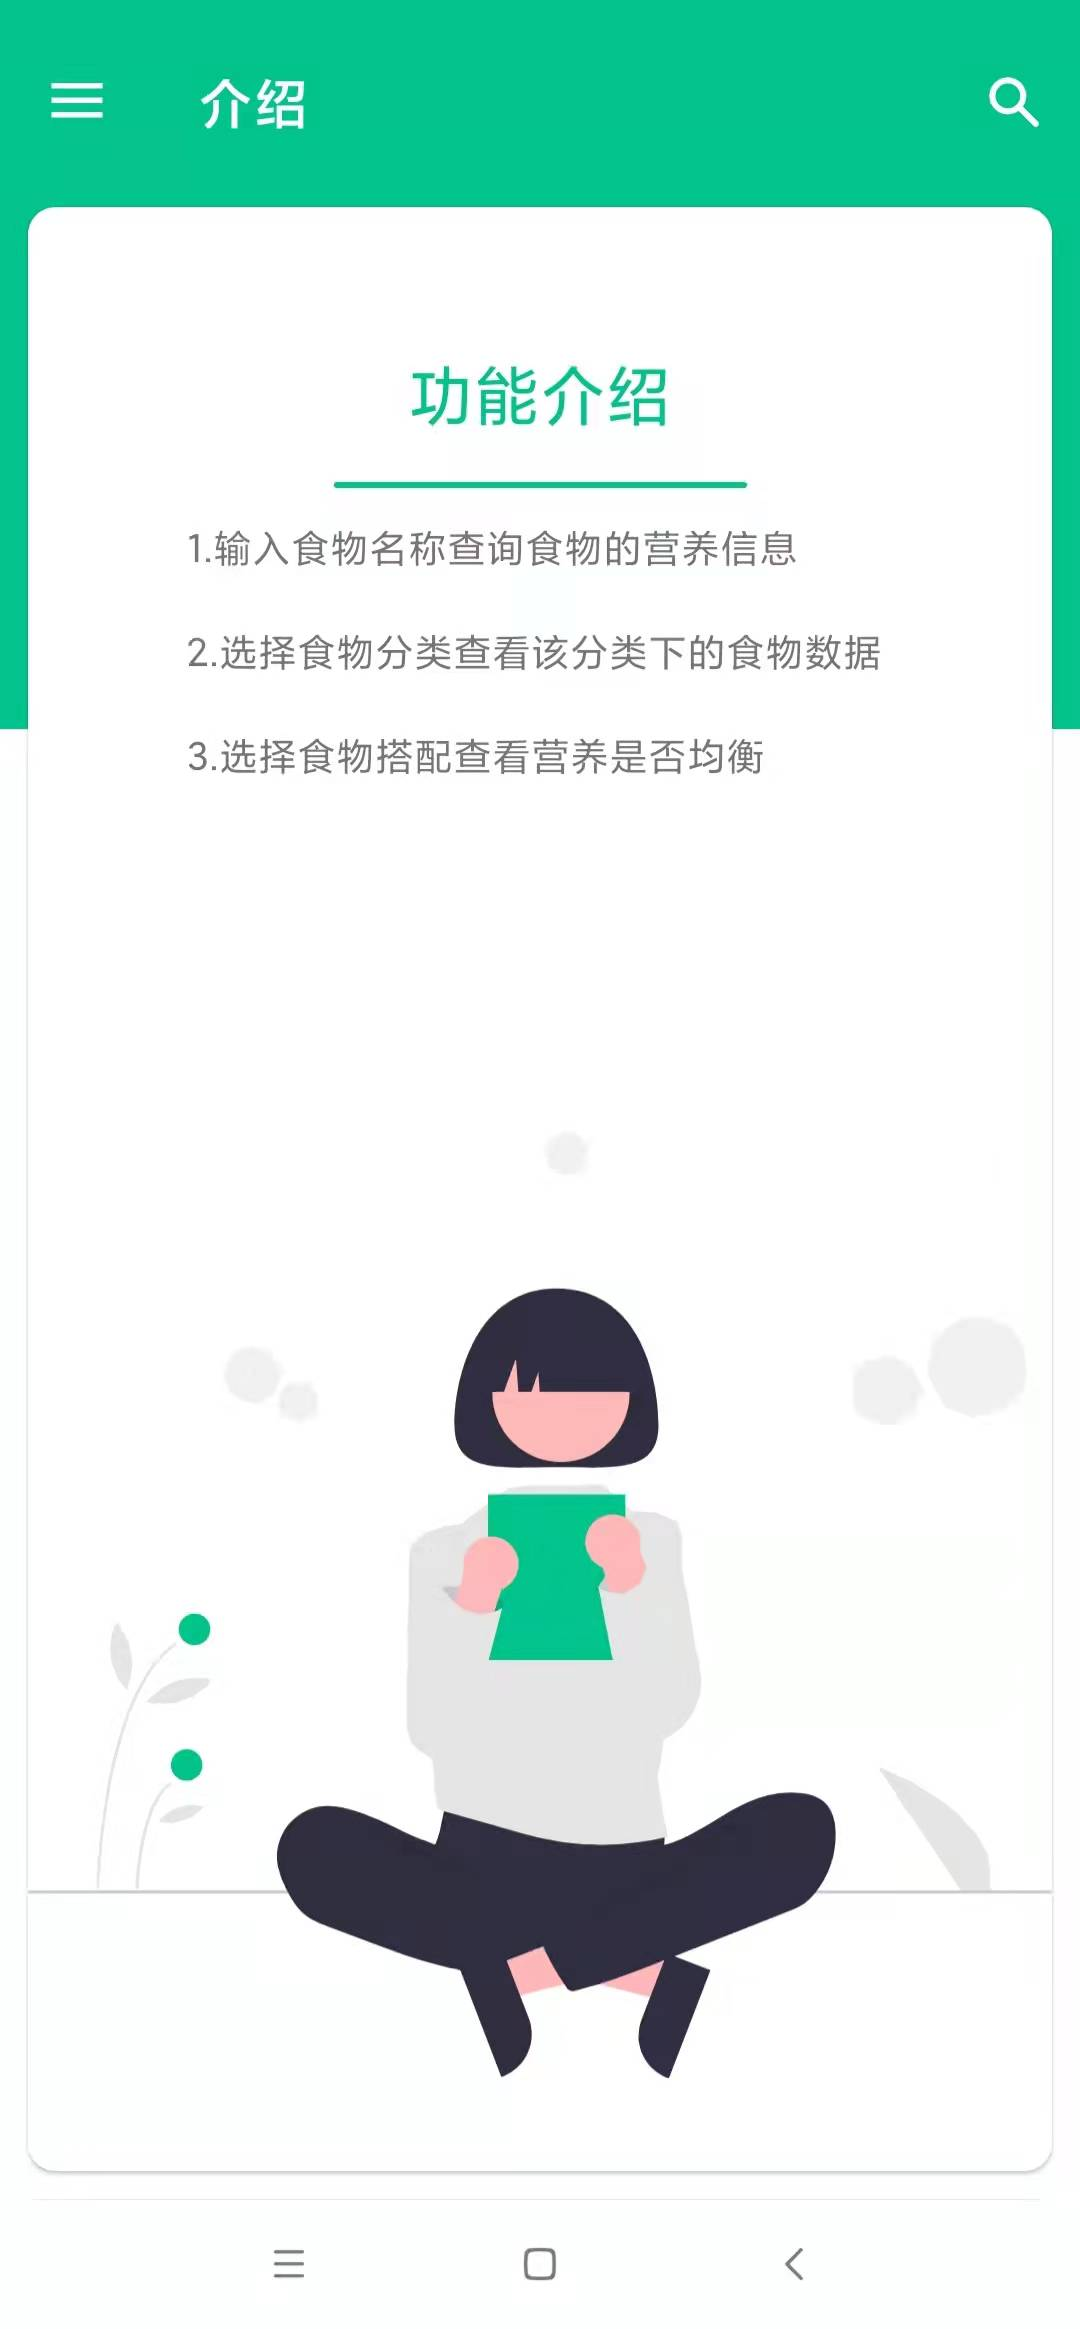 介绍
功能介绍
1.输入食物名称查询食物的营养信息
2.选择食物分类查看该分类下的食物数据
3.选择食物搭配查看营养是否均衡